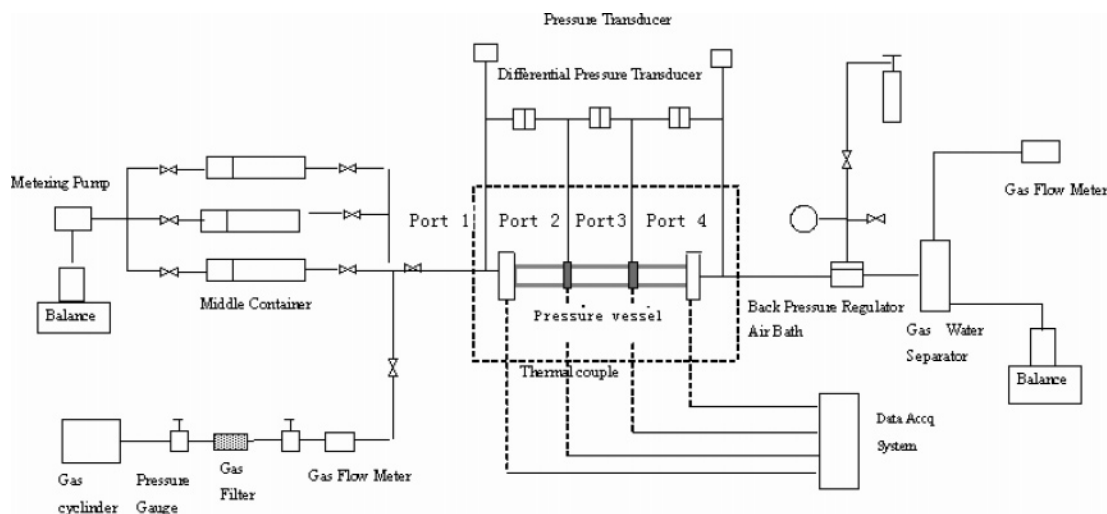 Pressure Transducer
Differential Pressure Transducer
Metering Pump
Gas Flow Meter
Port 1 Port 2 Port3 Port 4
Middle Container
Balance
Pressure vessel
Back Pressure Regulator
Air Bath
Gas Water
Separator
Thermal couple
Balance
Data Accq
System
Gas Flow Meter
Gas
cyclinder
Pressure
Gauge
Gas
Filter